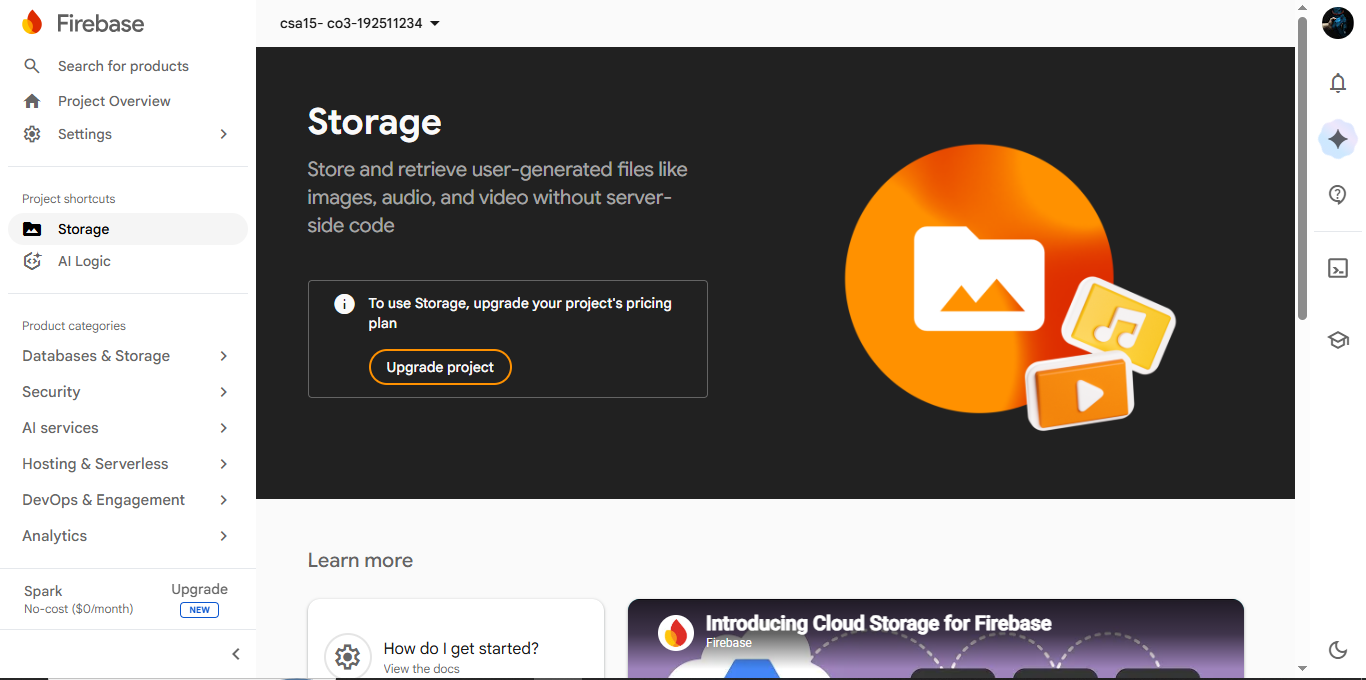 Firebase
Search for products
Project Overview
Settings
Project shortcuts
Storage
AI Logic
Product categories
Databases & Storage
Security
AI services
Hosting & Serverless
DevOps & Engagement
Analytics
Spark
No-cost ($0/month)
Upgrade
NEW
csa15- co3-192511234
Storage
Store and retrieve user-generated files like
images, audio, and video without server-
side code
To use Storage, upgrade your project's pricing
plan
Upgrade project
Learn more
How do I get started?
View the docs
Introducing Cloud Storage for Firebase
Firebase